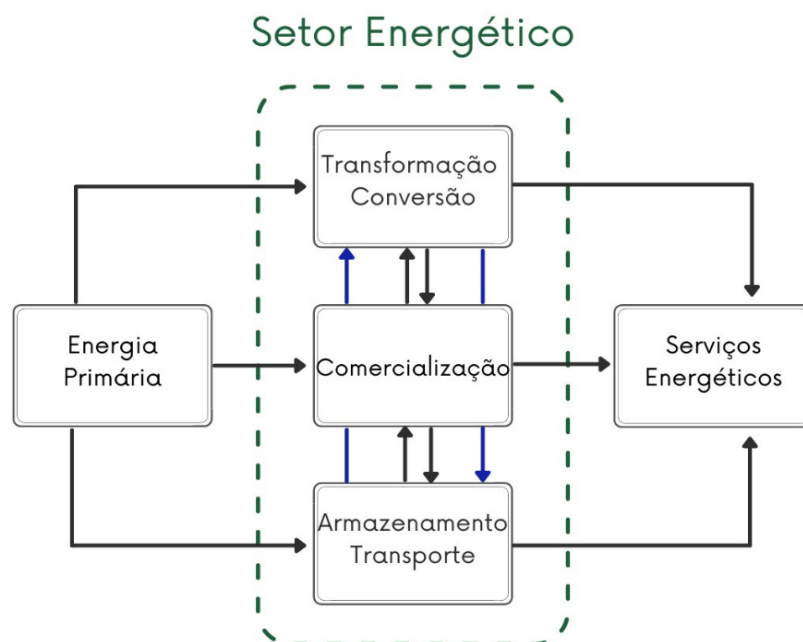 Setor Energético
Transformação
Conversão
Energia
Primária
Comercialização
Serviços
Energéticos
Armazenamento
Transporte